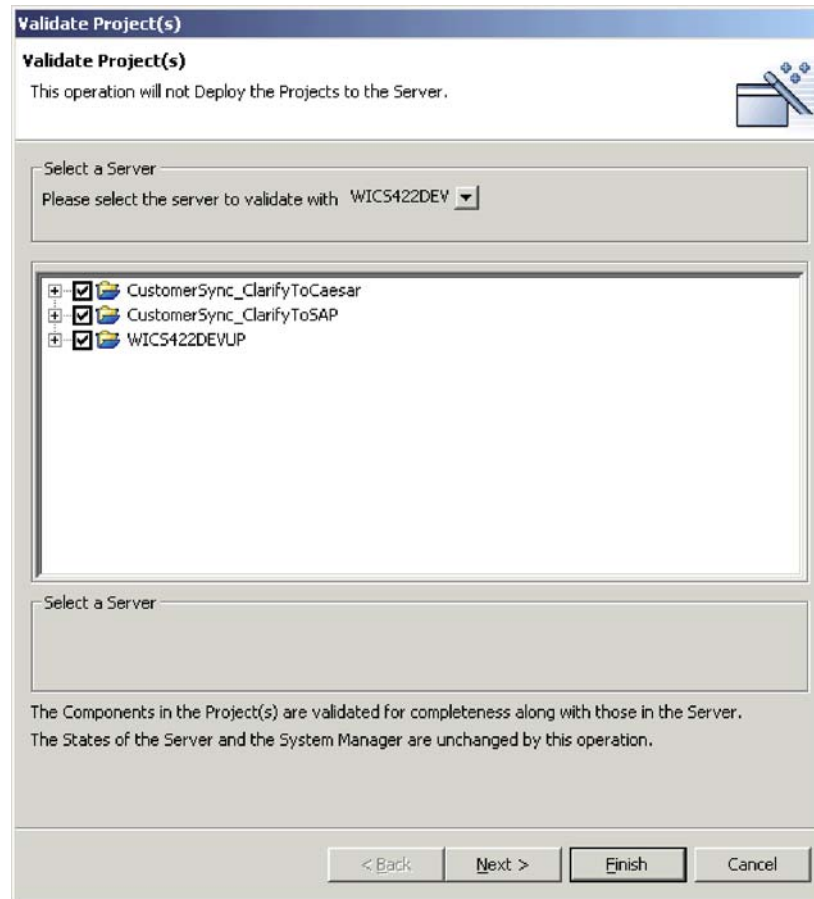 Validate Project(s)
Validate Project(s)
This operation will not Deploy the Projects to the Server.
Select a Server
Please select the server to validate with WICS422DEV
CustomerSync_ClarifyToCaesar
CustomerSync_ClarifyToSAP
WICS422DEVUP
Select a Server
The Components in the Project(s) are validated for completeness along with those in the Server.
The States of the Server and the System Manager are unchanged by this operation.
< Back Next > Finish Cancel